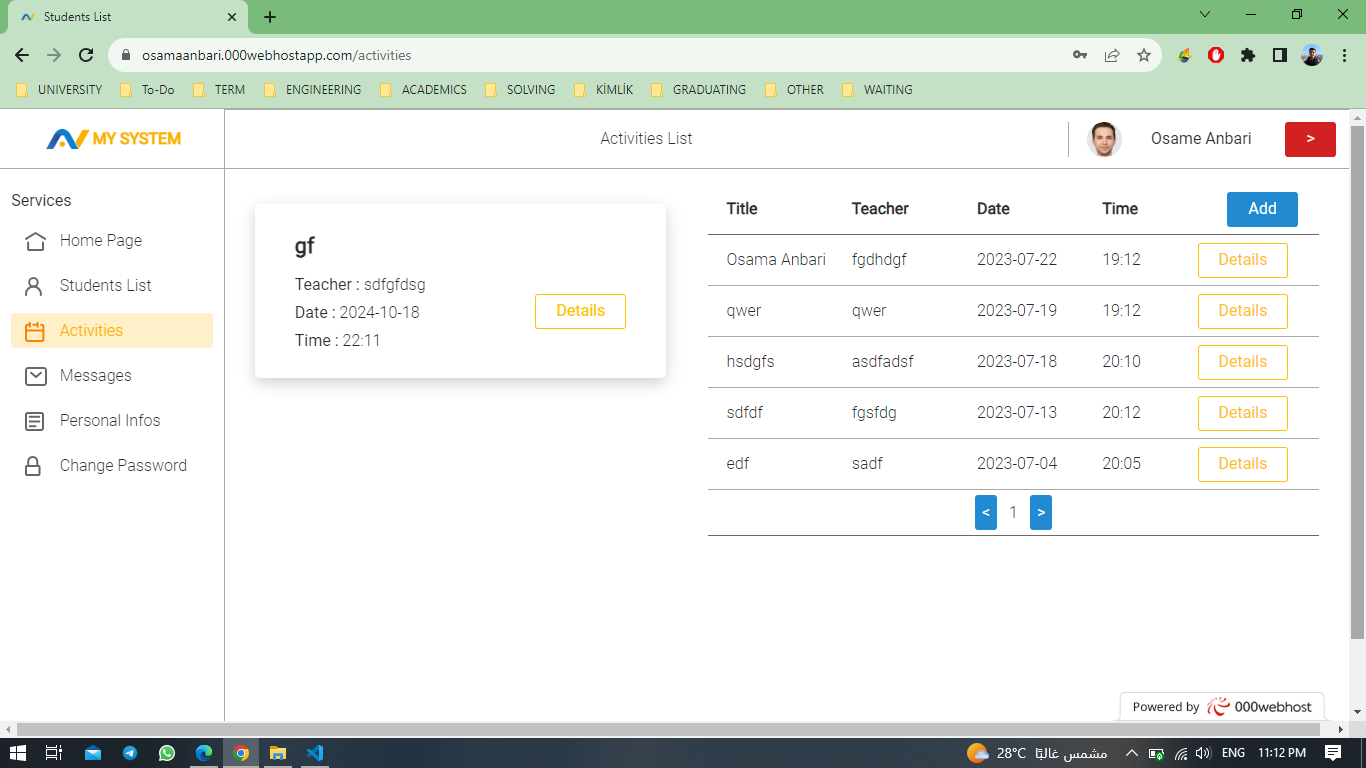 Students List
osamaanbari.000webhostapp.com/activities
UNIVERSITY To-Do TERM ENGINEERING ACADEMICS SOLVING KİMLİK GRADUATING OTHER WAITING
MY SYSTEM
Activities List
Osame Anbari
>
Services
Home Page
Students List
Activities
Messages
Personal Infos
Change Password
gf
Teacher : sdfgfdsg
Date : 2024-10-18
Time : 22:11
Details
Title Teacher Date Time Add
Osama Anbari fgdhdgf 2023-07-22 19:12 Details
qwer qwer 2023-07-19 19:12 Details
hsdgfs asdfadsf 2023-07-18 20:10 Details
sdfdf fgsfdg 2023-07-13 20:12 Details
edf sadf 2023-07-04 20:05 Details
< 1 >
Powered by 000webhost
28°C مشمس غالبًا ENG 11:12 PM